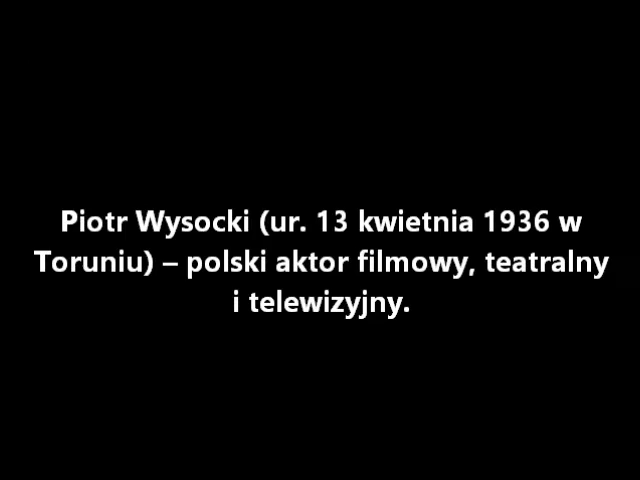 Piotr Wysocki (ur. 13 kwietnia 1936 w
Toruniu) – polski aktor filmowy, teatralny
i telewizyjny.